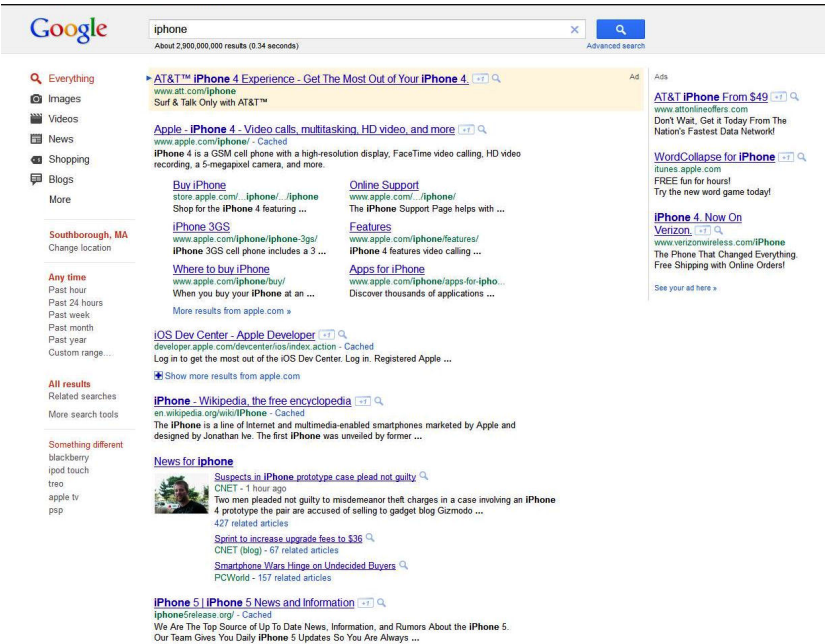 Google
iphone
About 2,900,000,000 results (0.34 seconds)
Advanced search
Everything
Images
Videos
News
Shopping
Blogs
More
Southborough, MA
Change location
Any time
Past hour
Past 24 hours
Past week
Past month
Past year
Custom range...
All results
Related searches
More search tools
Something different
blackberry
ipod touch
treo
apple tv
psp
AT&T™ iPhone 4 Experience - Get The Most Out of Your iPhone 4. +1
Ad
www.att.com/iphone
Surf & Talk Only with AT&T™
Apple - iPhone 4 - Video calls, multitasking, HD video, and more +1
www.apple.com/iphone/ - Cached
iPhone 4 is a GSM cell phone with a high-resolution display, FaceTime video calling, HD video
recording, a 5-megapixel camera, and more.
Buy iPhone
store.apple.com/...iphone/.../iphone
Shop for the iPhone 4 featuring ...
Online Support
www.apple.com/.../iphone/
The iPhone Support Page helps with ...
iPhone 3GS
www.apple.com/iphone/iphone-3gs/
iPhone 3GS cell phone includes a 3 ...
Features
www.apple.com/iphone/features/
iPhone 4 features video calling ...
Where to buy iPhone
www.apple.com/iphone/buy/
When you buy your iPhone at an ...
Apps for iPhone
www.apple.com/iphone/apps-for-ipho...
Discover thousands of applications ...
More results from apple.com »
iOS Dev Center - Apple Developer +1
developer.apple.com/devcenter/ios/index.action - Cached
Log in to get the most out of the iOS Dev Center. Log in. Registered Apple ...
Show more results from apple.com
iPhone - Wikipedia, the free encyclopedia +1
en.wikipedia.org/wiki/IPhone - Cached
The iPhone is a line of Internet and multimedia-enabled smartphones marketed by Apple and
designed by Jonathan Ive. The first iPhone was unveiled by former ...
News for iphone
Suspects in iPhone prototype case plead not guilty
CNET - 1 hour ago
Two men pleaded not guilty to misdemeanor theft charges in a case involving an iPhone
4 prototype the pair are accused of selling to gadget blog Gizmodo ...
427 related articles
Sprint to increase upgrade fees to $36
CNET (blog) - 67 related articles
Smartphone Wars Hinge on Undecided Buyers
PCWorld - 157 related articles
iPhone 5 | iPhone 5 News and Information +1
iphone5release.org/ - Cached
We Are The Top Source of Up To Date News, Information, and Rumors About the iPhone 5.
Our Team Gives You Daily iPhone 5 Updates So You Are Always ...
Ads
AT&T iPhone From $49 +1
www.attonlineoffers.com
Don't Wait, Get it Today From The
Nation's Fastest Data Network!
WordCollapse for iPhone +1
itunes.apple.com
FREE fun for hours!
Try the new word game today!
iPhone 4. Now On
Verizon. +1
www.verizonwireless.com/iPhone
The Phone That Changed Everything.
Free Shipping with Online Orders!
See your ad here »